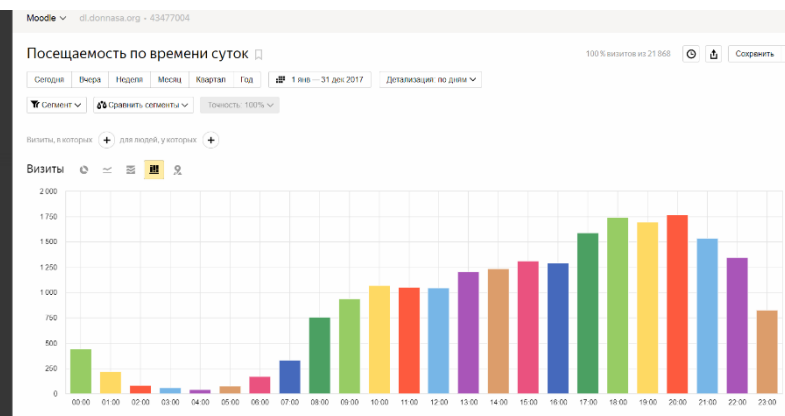 Moodle dl.donnasa.org - 43477004
Посещаемость по времени суток 100 % визитов из 21 868 Сохранить
Сегодня Вчера Неделя Месяц Квартал Год 1 янв — 31 дек 2017 Детализация: по дням
Сегмент Сравнить сегменты Точность: 100%
Визиты, в которых + для людей, у которых +
Визиты
2 000
1 750
1 500
1 250
1 000
750
500
250
0
00:00 01:00 02:00 03:00 04:00 05:00 06:00 07:00 08:00 09:00 10:00 11:00 12:00 13:00 14:00 15:00 16:00 17:00 18:00 19:00 20:00 21:00 22:00 23:00